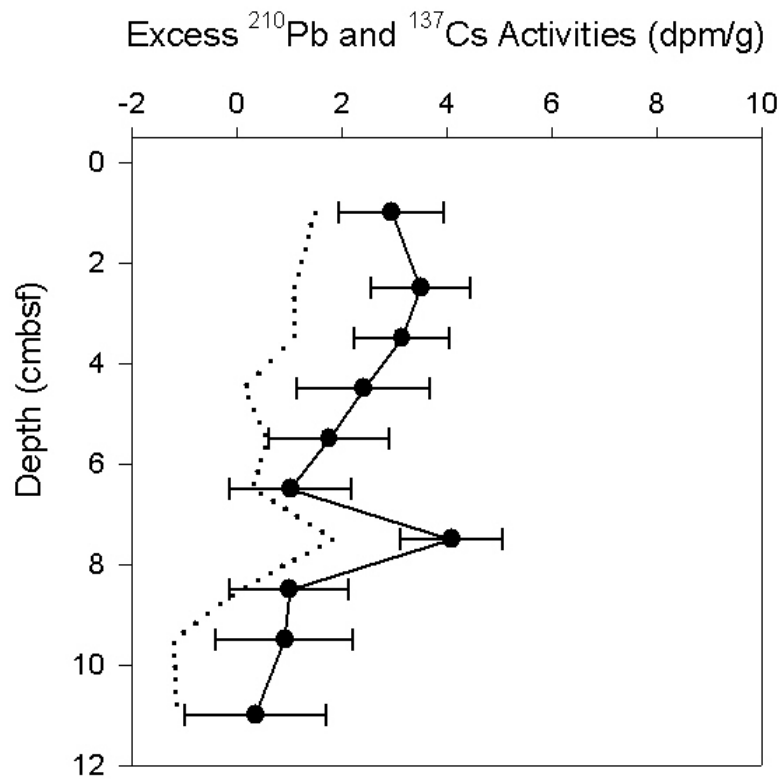 Excess ²¹⁰Pb and ¹³⁷Cs Activities (dpm/g)
-2 0 2 4 6 8 10
Depth (cmbsf)
0
2
4
6
8
10
12